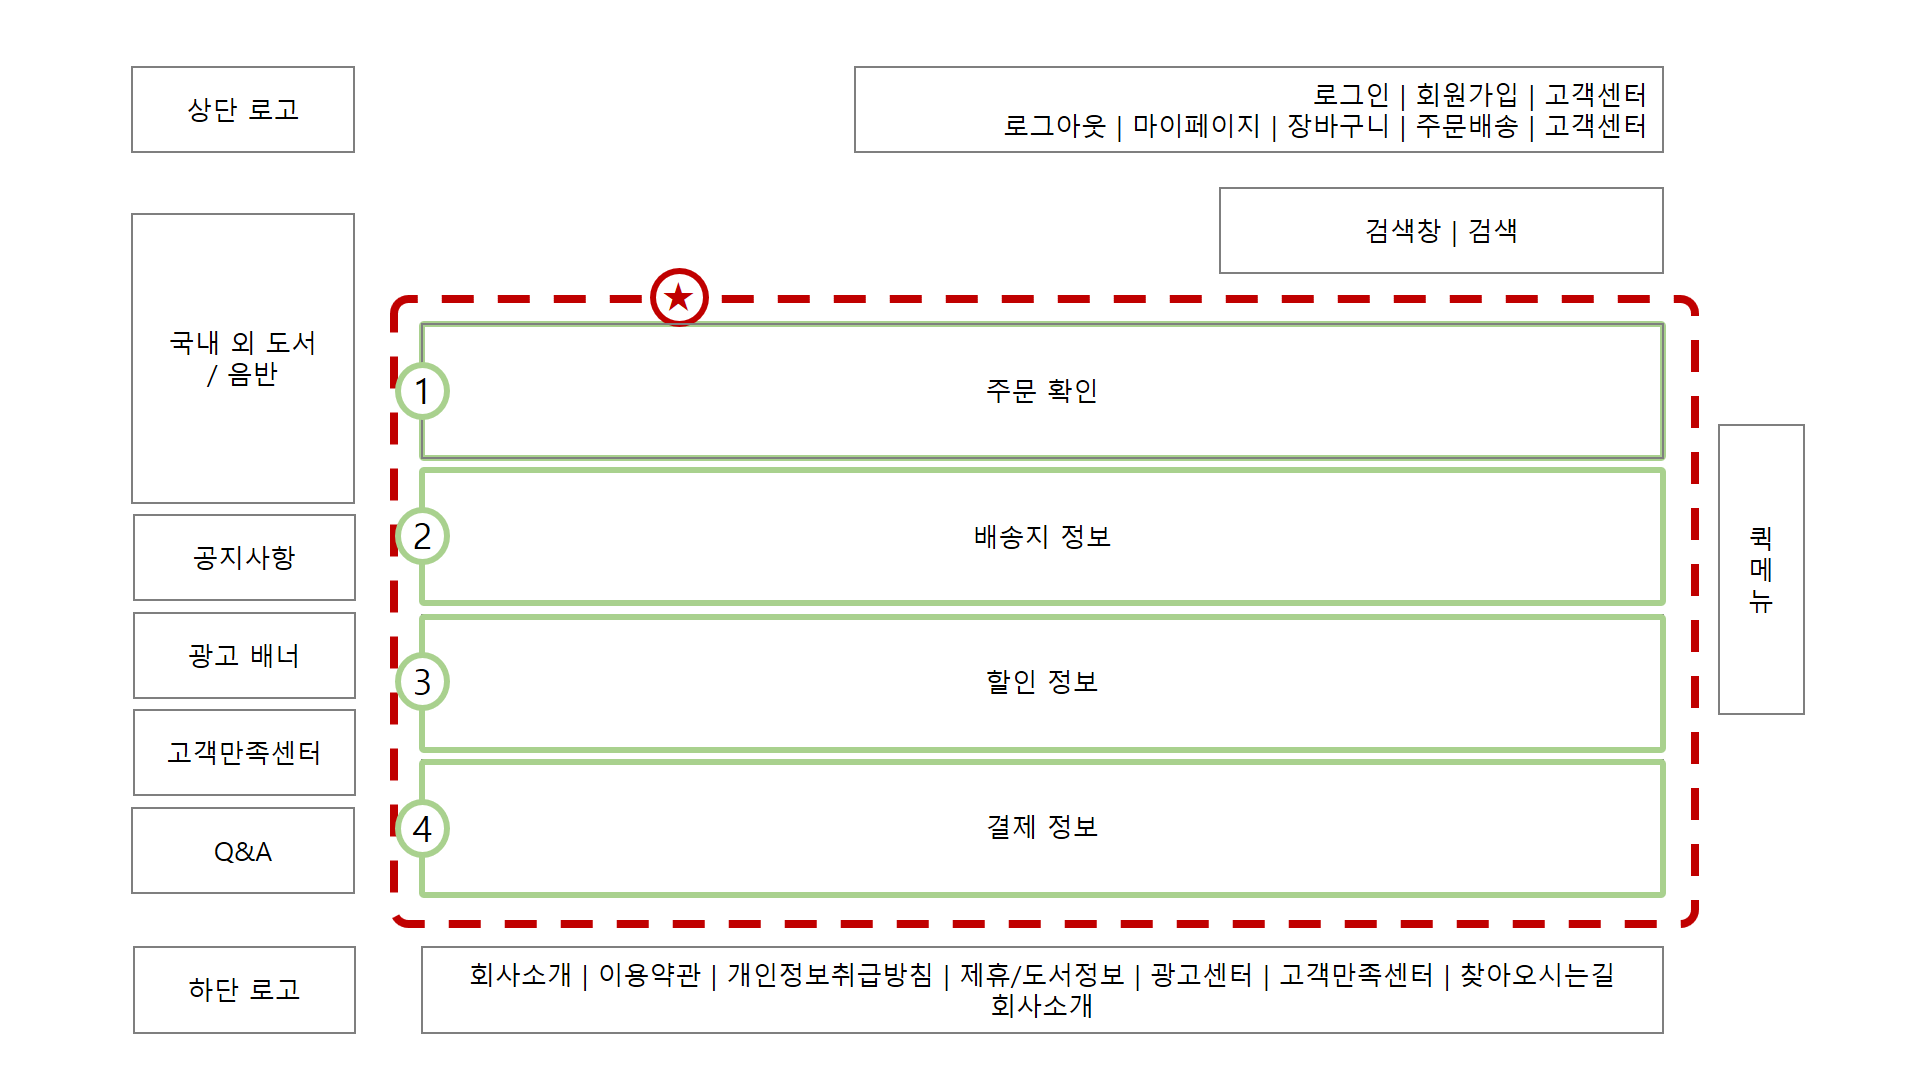 상단 로고
로그인 | 회원가입 | 고객센터
로그아웃 | 마이페이지 | 장바구니 | 주문배송 | 고객센터
검색창 | 검색
국내 외 도서
/ 음반
공지사항
광고 배너
고객만족센터
Q&A
★
1
주문 확인
2
배송지 정보
3
할인 정보
4
결제 정보
퀵
메
뉴
하단 로고
회사소개 | 이용약관 | 개인정보취급방침 | 제휴/도서정보 | 광고센터 | 고객만족센터 | 찾아오시는길
회사소개